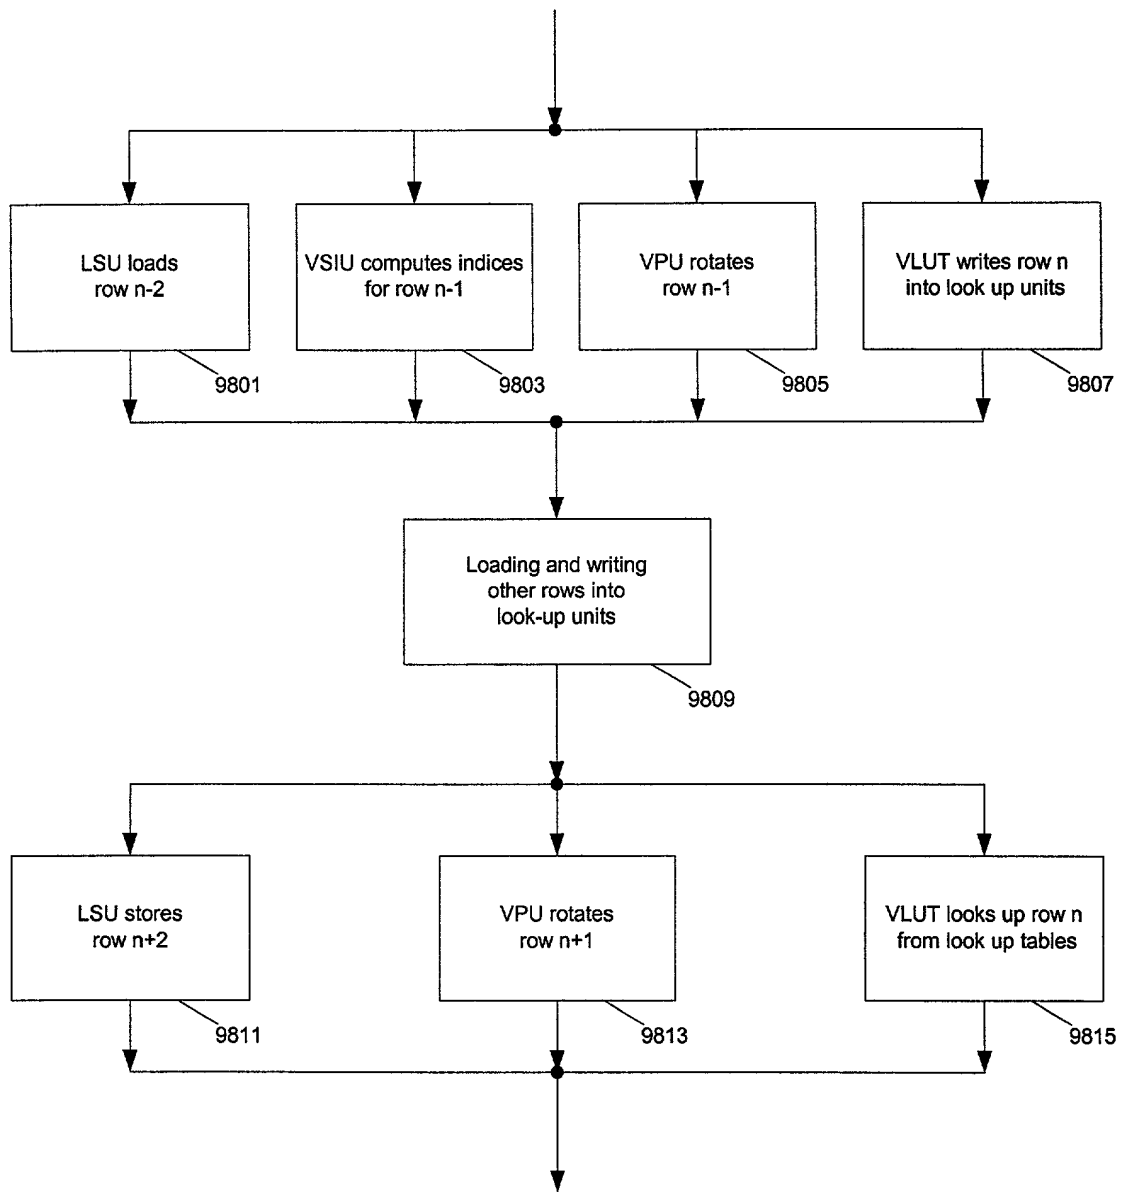 LSU loads
row n-2
9801
VSIU computes indices
for row n-1
9803
VPU rotates
row n-1
9805
VLUT writes row n
into look up units
9807
Loading and writing
other rows into
look-up units
9809
LSU stores
row n+2
9811
VPU rotates
row n+1
9813
VLUT looks up row n
from look up tables
9815